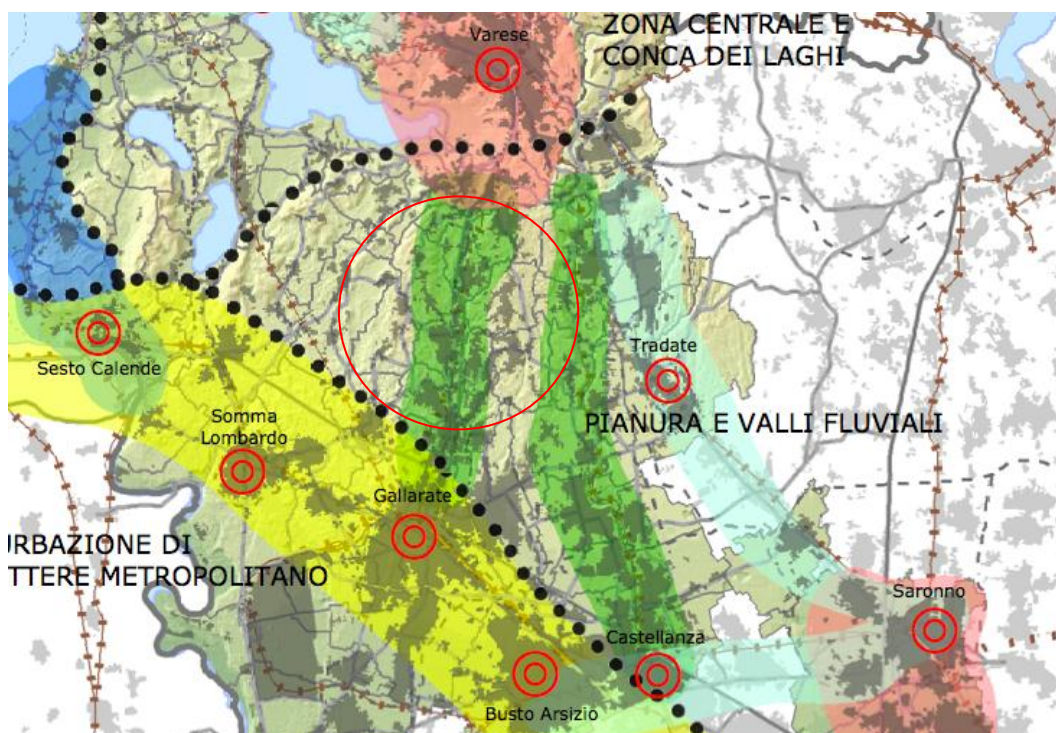 ZONA CENTRALE E
CONCA DEI LAGHI
Varese
Sesto Calende
Tradate
Somma
Lombardo
PIANURA E VALLI FLUVIALI
Gallarate
RBAZIONE DI
TTERE METROPOLITANO
Saronno
Castellanza
Busto Arsizio